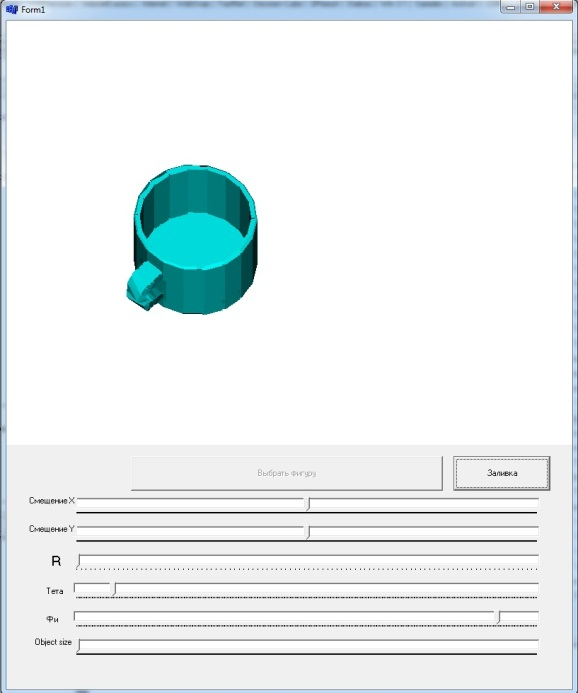 Form1
Выбрать фигуру
Заливка
Смещение X
Смещение Y
R
Тета
Фи
Object size